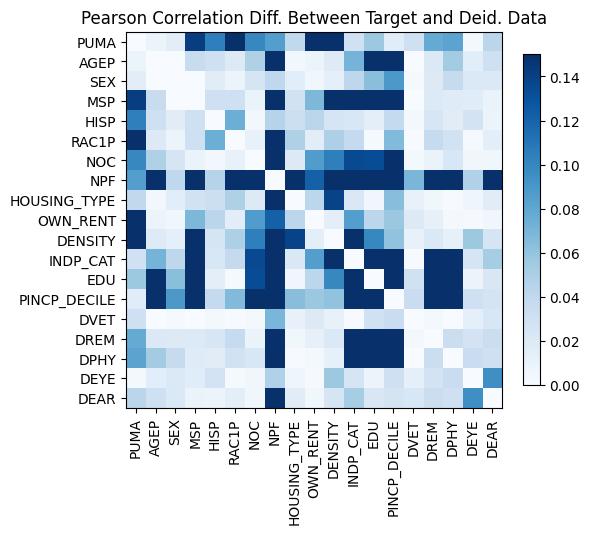 Pearson Correlation Diff. Between Target and Deid. Data
PUMA
AGEP
SEX
MSP
HISP
RAC1P
NOC
NPF
HOUSING_TYPE
OWN_RENT
DENSITY
INDP_CAT
EDU
PINCP_DECILE
DVET
DREM
DPHY
DEYE
DEAR
PUMA
AGEP
SEX
MSP
HISP
RAC1P
NOC
NPF
HOUSING_TYPE
OWN_RENT
DENSITY
INDP_CAT
EDU
PINCP_DECILE
DVET
DREM
DPHY
DEYE
DEAR
0.14
0.12
0.10
0.08
0.06
0.04
0.02
0.00